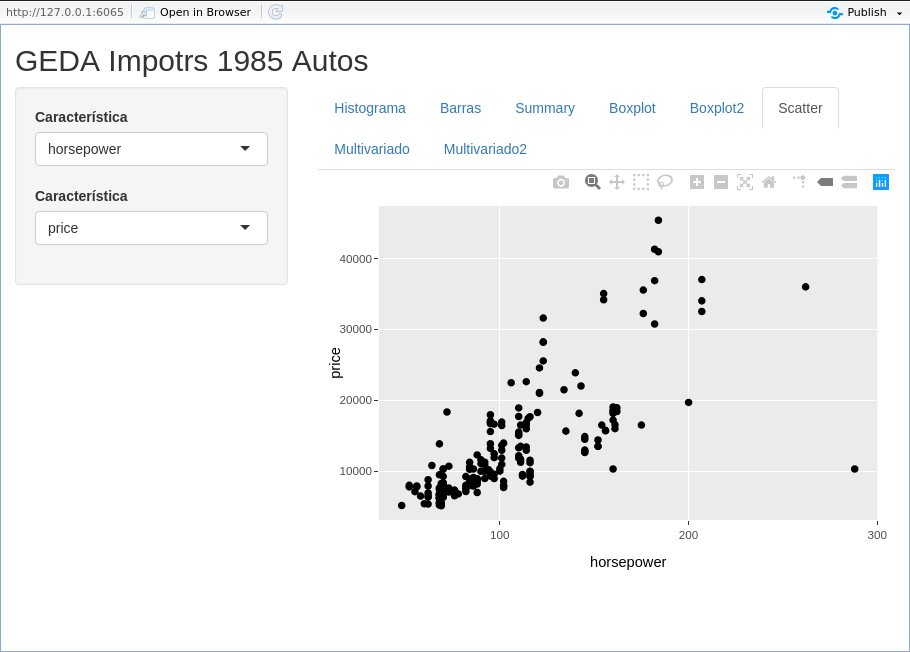 http://127.0.0.1:6065 Open in Browser Publish
GEDA Impotrs 1985 Autos
Característica
horsepower
Característica
price
Histograma Barras Summary Boxplot Boxplot2 Scatter
Multivariado Multivariado2
40000
30000
20000
10000
price
100 200 300
horsepower